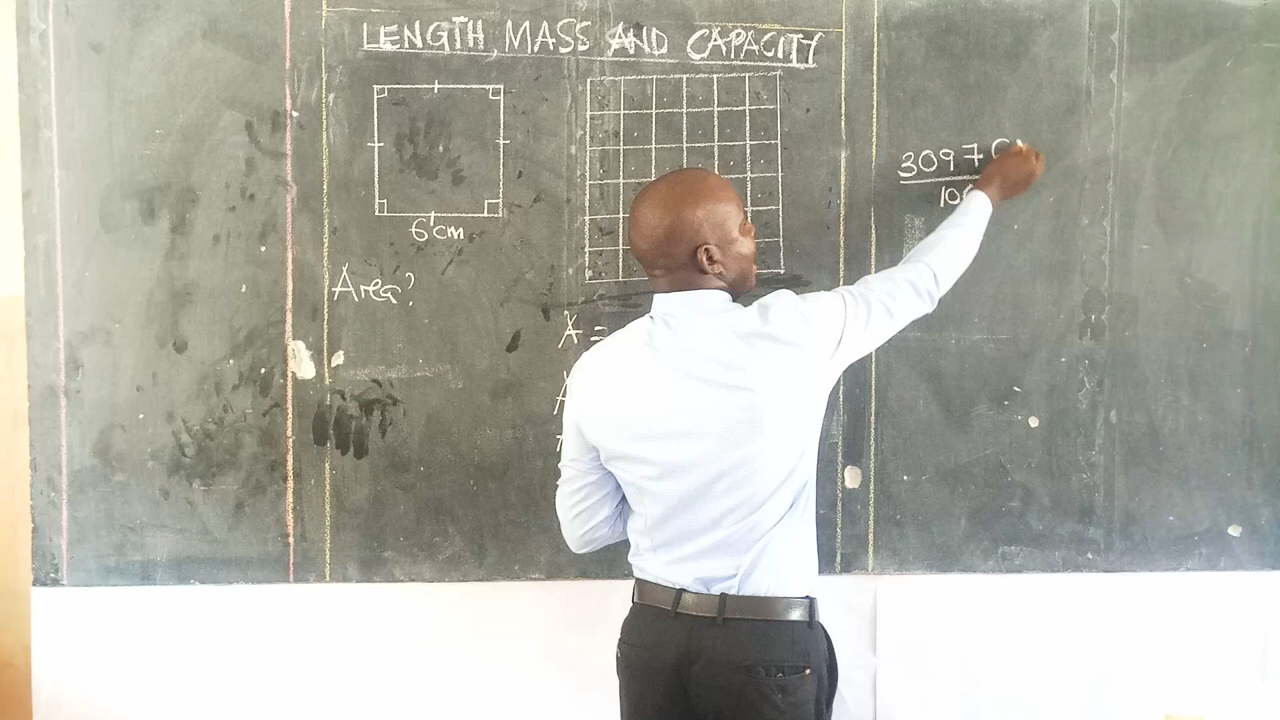 LENGTH, MASS AND CAPACITY
6cm
Area?
A =
3097